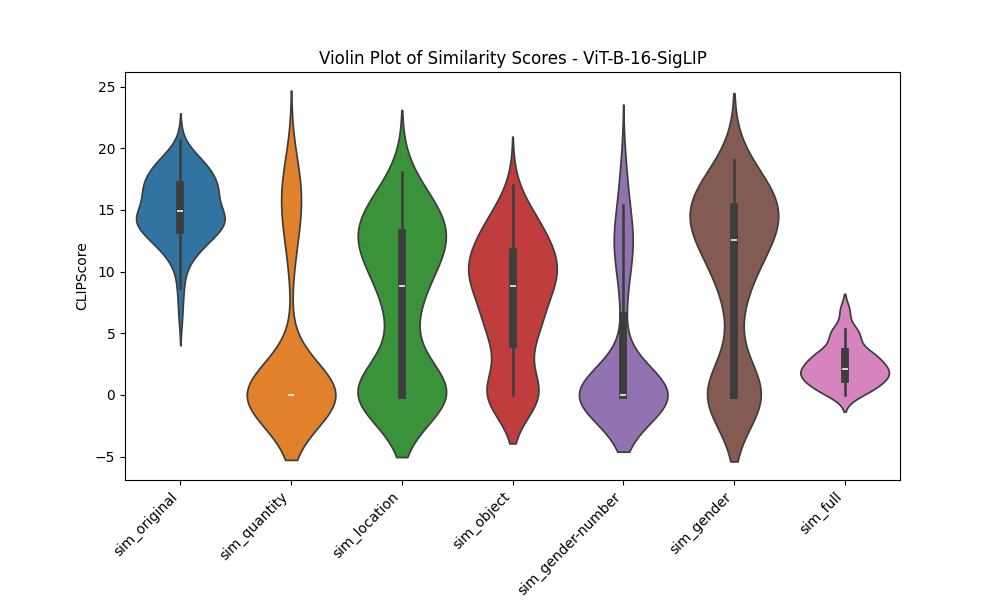 Violin Plot of Similarity Scores - ViT-B-16-SigLIP
CLIPScore
25
20
15
10
5
0
−5
sim_original
sim_quantity
sim_location
sim_object
sim_gender-number
sim_gender
sim_full